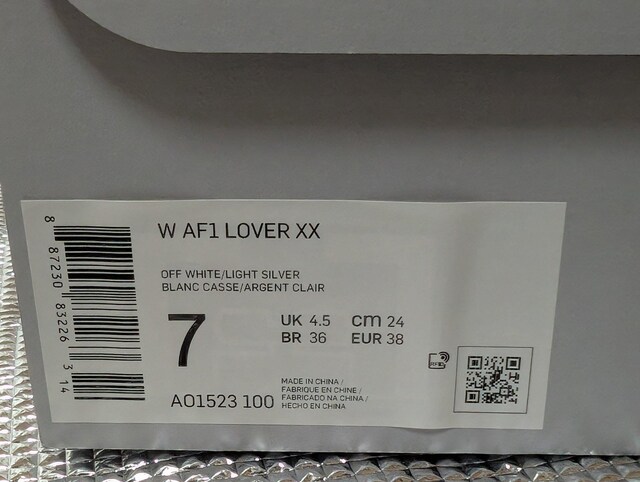 W AF1 LOVER XX
OFF WHITE/LIGHT SILVER
BLANC CASSE/ARGENT CLAIR
7
UK 4.5 cm 24
BR 36 EUR 38
AO1523 100
MADE IN CHINA /
FABRIQUE EN CHINE /
FABRICADO NA CHINA /
HECHO EN CHINA
8 87230 83226 3 14